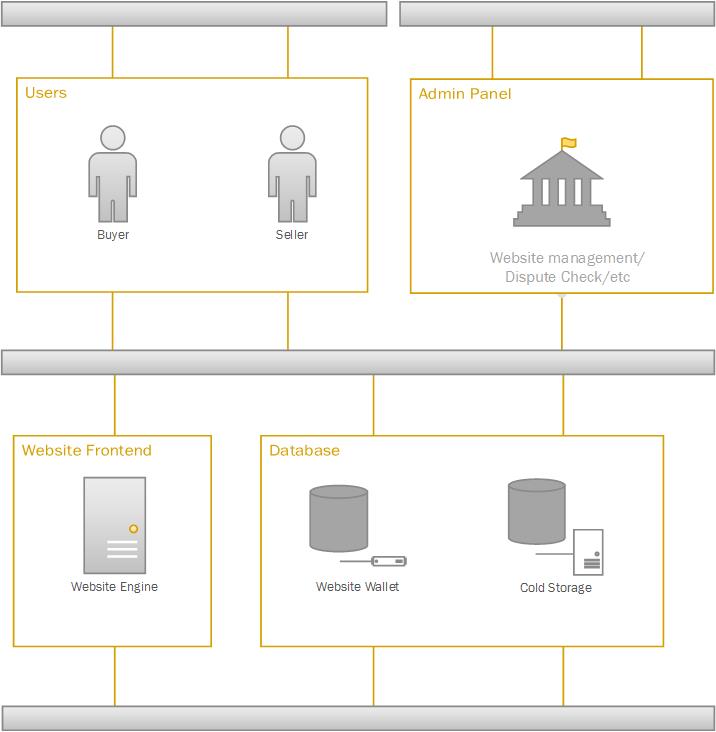 Users
Admin Panel
Buyer
Seller
Website management/
Dispute Check/etc
Website Frontend
Database
Website Engine
Website Wallet
Cold Storage